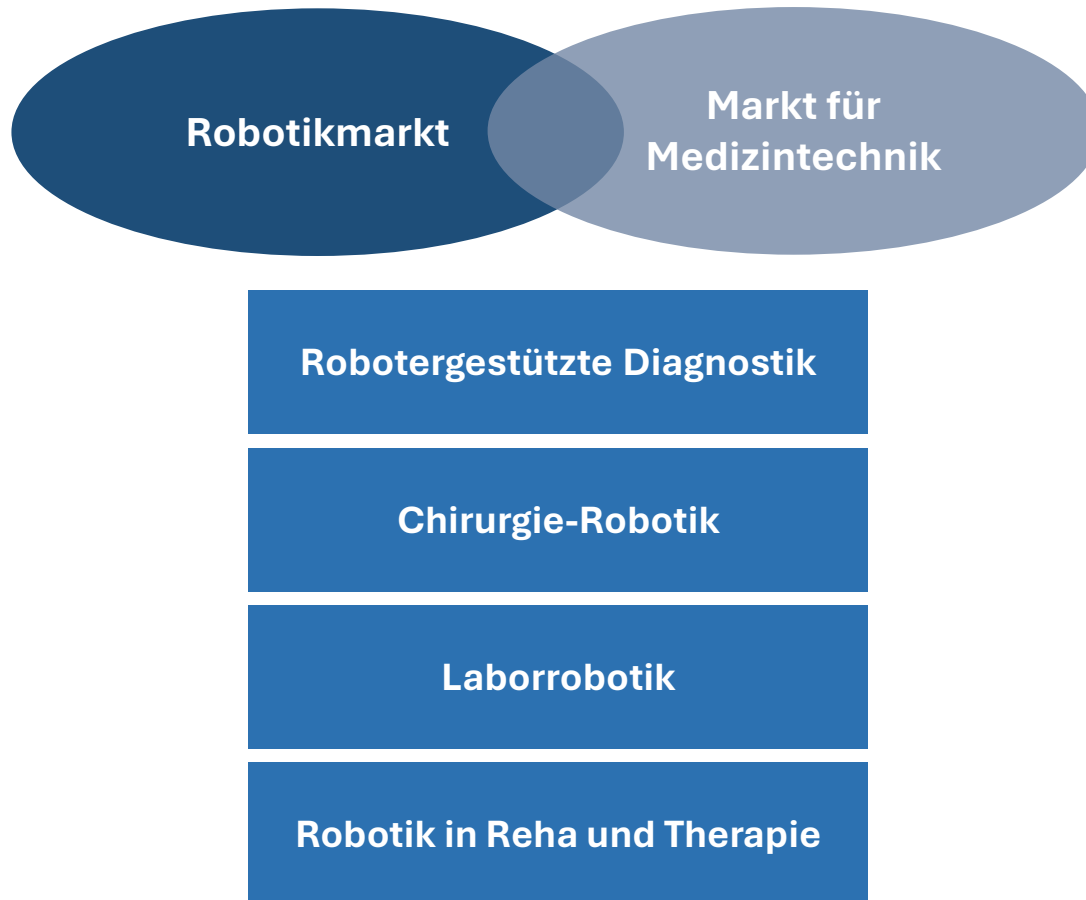 Robotikmarkt
Markt für
Medizintechnik
Robotergestützte Diagnostik
Chirurgie-Robotik
Laborrobotik
Robotik in Reha und Therapie